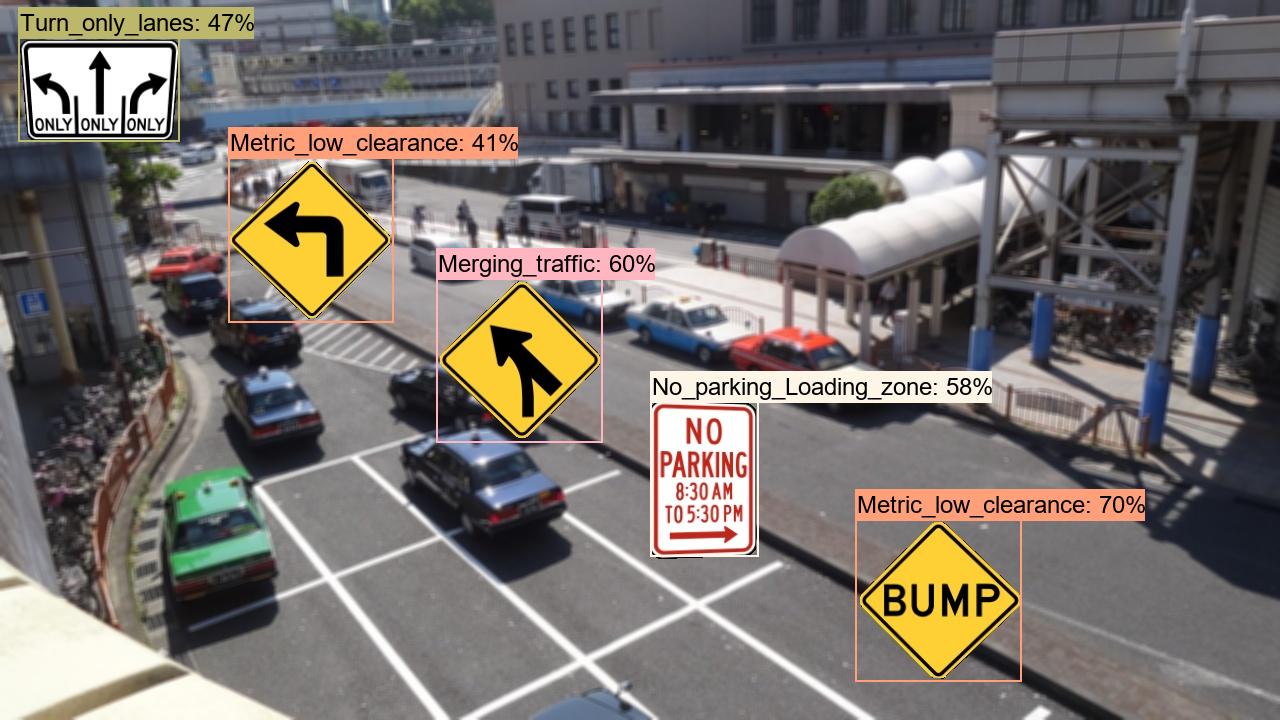 Turn_only_lanes: 47%
ONLY ONLY ONLY
Metric_low_clearance: 41%
Merging_traffic: 60%
No_parking_Loading_zone: 58%
NO
PARKING
8:30 AM
TO 5:30 PM
Metric_low_clearance: 70%
BUMP